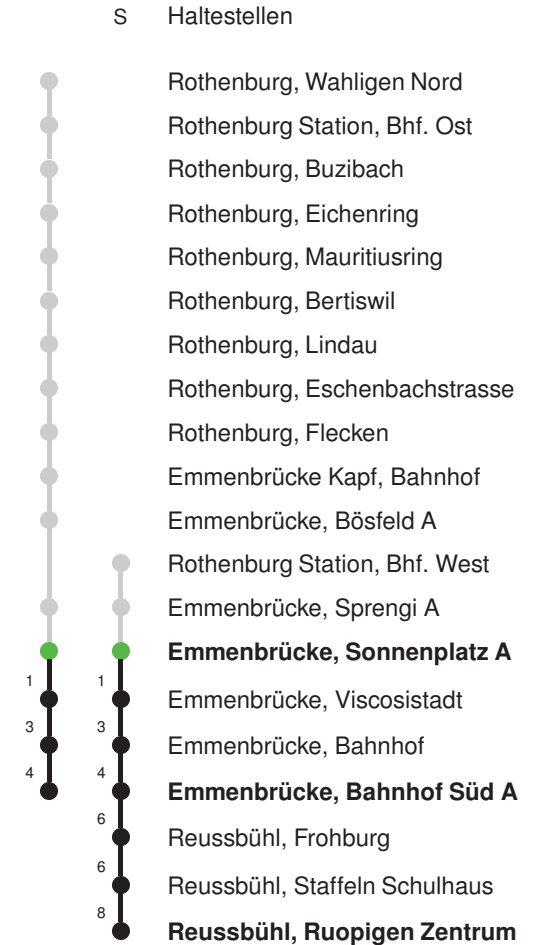 S Haltestellen
Rothenburg, Wahligen Nord
Rothenburg Station, Bhf. Ost
Rothenburg, Buzibach
Rothenburg, Eichenring
Rothenburg, Mauritiusring
Rothenburg, Bertiswil
Rothenburg, Lindau
Rothenburg, Eschenbachstrasse
Rothenburg, Flecken
Emmenbrücke Kapf, Bahnhof
Emmenbrücke, Bösfeld A
Rothenburg Station, Bhf. West
Emmenbrücke, Sprengi A
Emmenbrücke, Sonnenplatz A
1 1 Emmenbrücke, Viscosistadt
3 3 Emmenbrücke, Bahnhof
4 4 Emmenbrücke, Bahnhof Süd A
6 Reussbühl, Frohburg
6 Reussbühl, Staffeln Schulhaus
8 Reussbühl, Ruopigen Zentrum